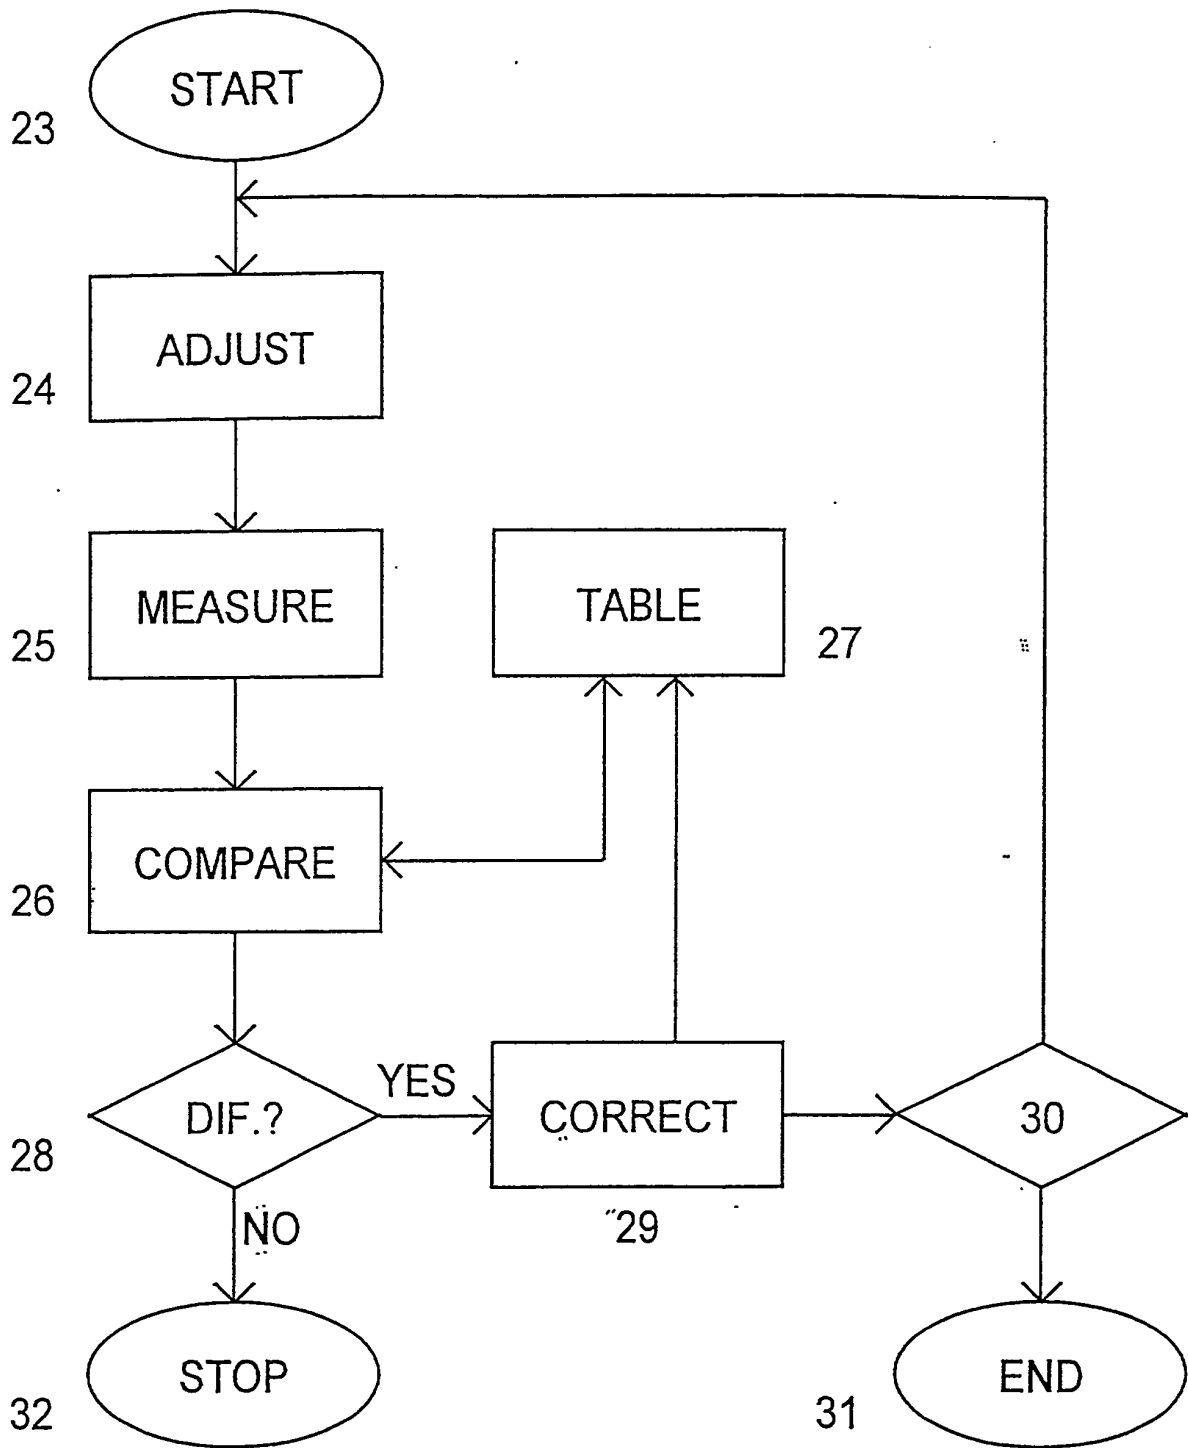 START
23
ADJUST
24
MEASURE
25
TABLE
27
COMPARE
26
DIF.?
28
YES
CORRECT
29
30
NO
STOP
32
END
31